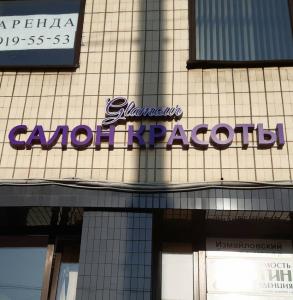 АРЕНДА
919-55-53
Glamour
САЛОН КРАСОТЫ
Измайловский